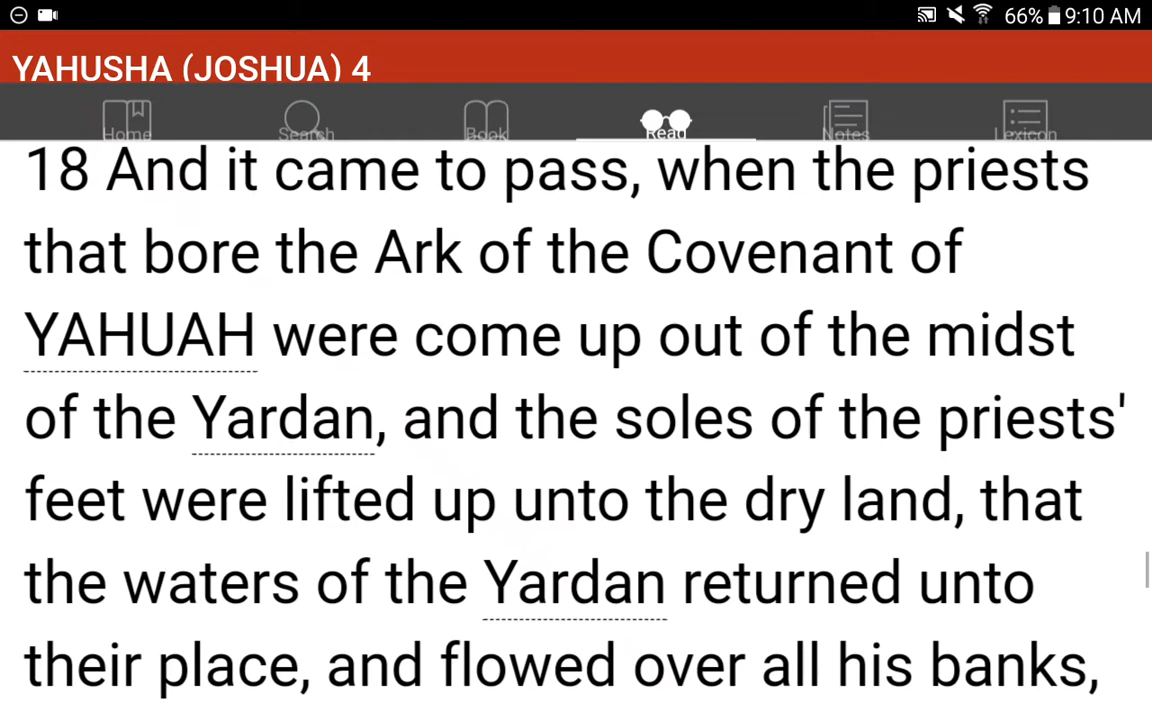 66% 9:10 AM
YAHUSHA (JOSHUA) 4
Home Search Book Read Notes Lexicon
18 And it came to pass, when the priests
that bore the Ark of the Covenant of
YAHUAH were come up out of the midst
of the Yardan, and the soles of the priests'
feet were lifted up unto the dry land, that
the waters of the Yardan returned unto
their place, and flowed over all his banks,